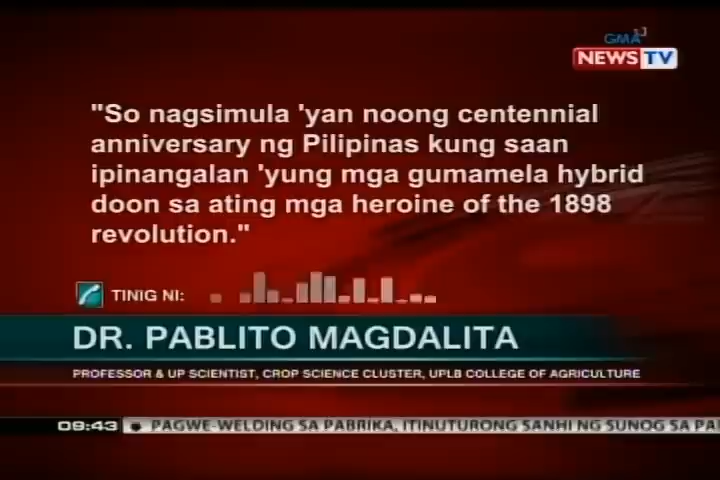 GMA
NEWS TV
"So nagsimula 'yan noong centennial
anniversary ng Pilipinas kung saan
ipinangalan 'yung mga gumamela hybrid
doon sa ating mga heroine of the 1898
revolution."
TINIG NI:
DR. PABLITO MAGDALITA
PROFESSOR & UP SCIENTIST, CROP SCIENCE CLUSTER, UPLB COLLEGE OF AGRICULTURE
09:43 PAGWE-WELDING SA PABRIKA, ITINUTURONG SANHI NG SUNOG SA